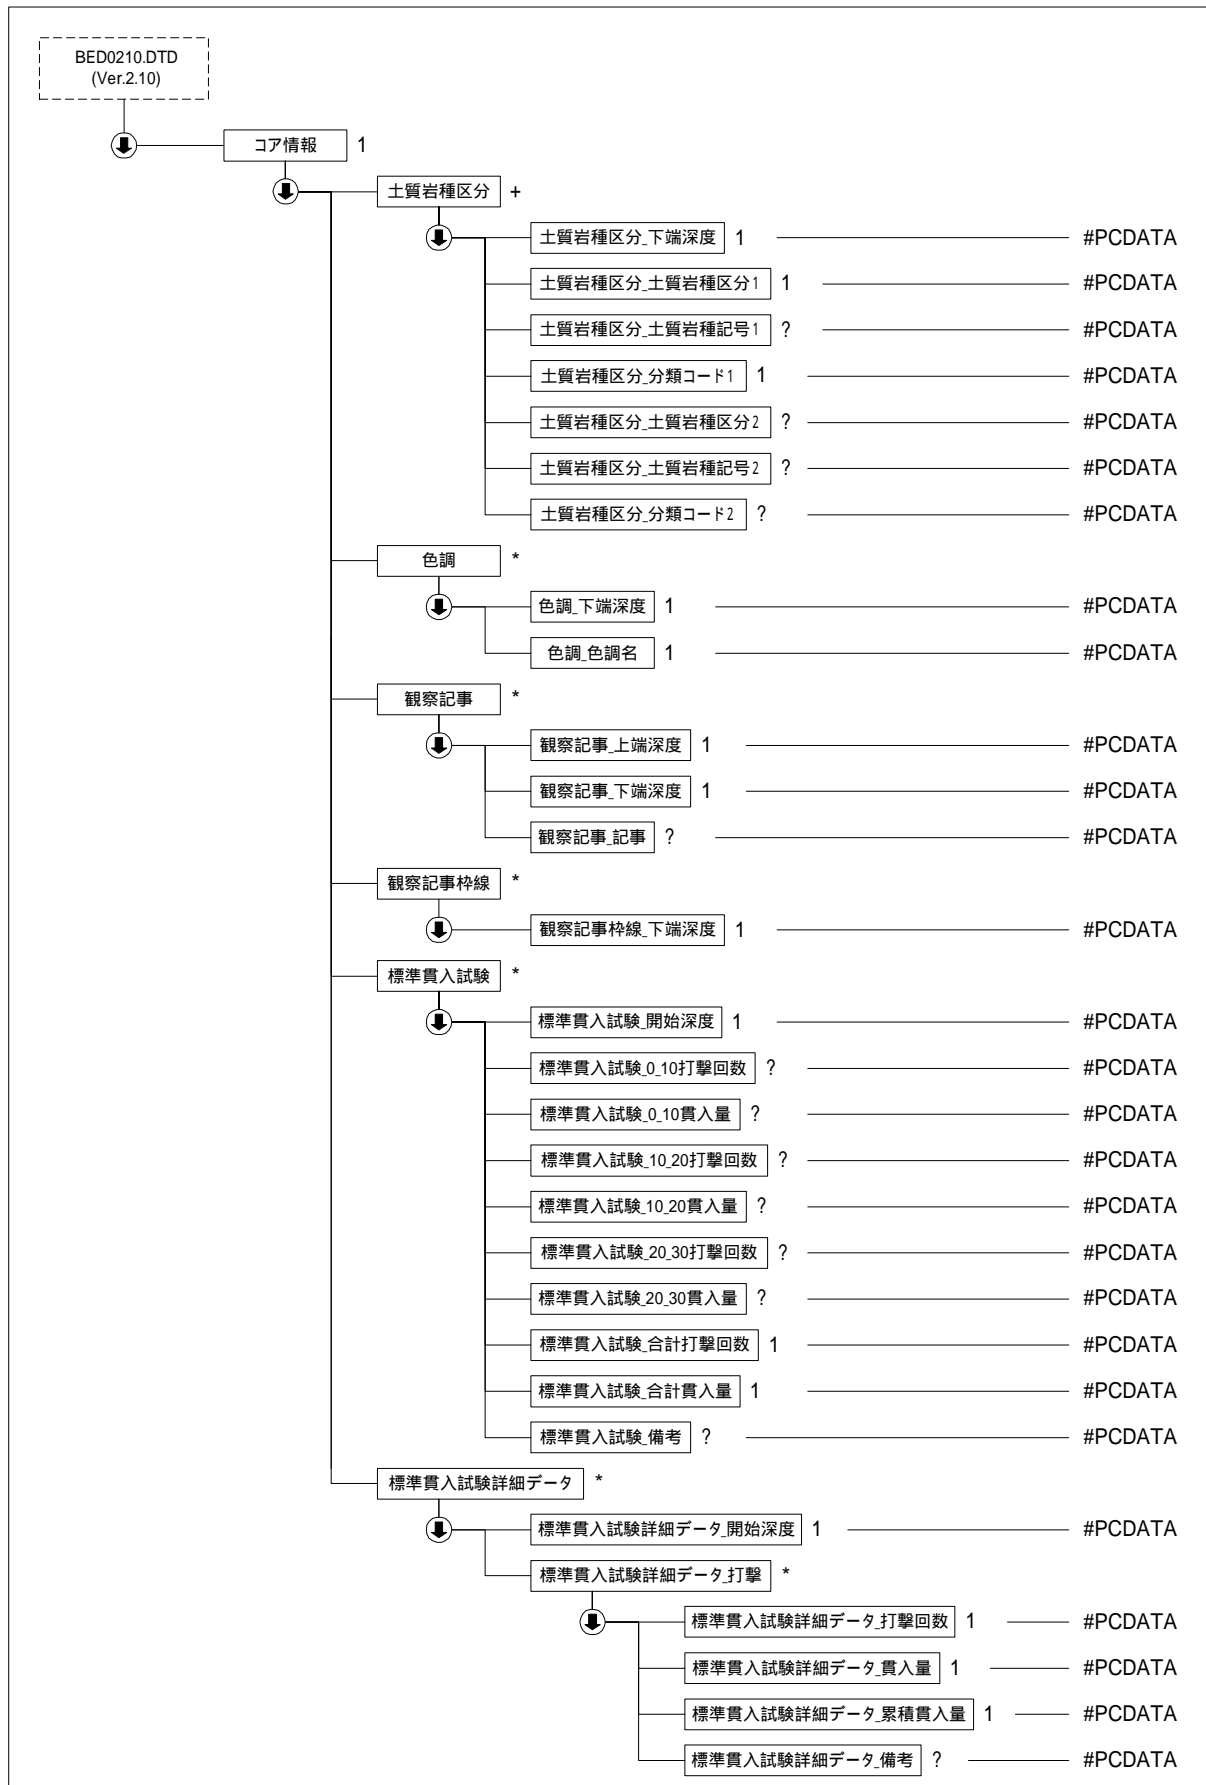 BED0210.DTD
(Ver.2.10)
コア情報 1
土質岩種区分 +
土質岩種区分_下端深度 1 #PCDATA
土質岩種区分_土質岩種区分1 1 #PCDATA
土質岩種区分_土質岩種記号1 ? #PCDATA
土質岩種区分_分類コード1 1 #PCDATA
土質岩種区分_土質岩種区分2 ? #PCDATA
土質岩種区分_土質岩種記号2 ? #PCDATA
土質岩種区分_分類コード2 ? #PCDATA
色調 *
色調_下端深度 1 #PCDATA
色調_色調名 1 #PCDATA
観察記事 *
観察記事_上端深度 1 #PCDATA
観察記事_下端深度 1 #PCDATA
観察記事_記事 ? #PCDATA
観察記事枠線 *
観察記事枠線_下端深度 1 #PCDATA
標準貫入試験 *
標準貫入試験_開始深度 1 #PCDATA
標準貫入試験_0_10打撃回数 ? #PCDATA
標準貫入試験_0_10貫入量 ? #PCDATA
標準貫入試験_10_20打撃回数 ? #PCDATA
標準貫入試験_10_20貫入量 ? #PCDATA
標準貫入試験_20_30打撃回数 ? #PCDATA
標準貫入試験_20_30貫入量 ? #PCDATA
標準貫入試験_合計打撃回数 1 #PCDATA
標準貫入試験_合計貫入量 1 #PCDATA
標準貫入試験_備考 ? #PCDATA
標準貫入試験詳細データ *
標準貫入試験詳細データ_開始深度 1 #PCDATA
標準貫入試験詳細データ_打撃 *
標準貫入試験詳細データ_打撃回数 1 #PCDATA
標準貫入試験詳細データ_貫入量 1 #PCDATA
標準貫入試験詳細データ_累積貫入量 1 #PCDATA
標準貫入試験詳細データ_備考 ? #PCDATA